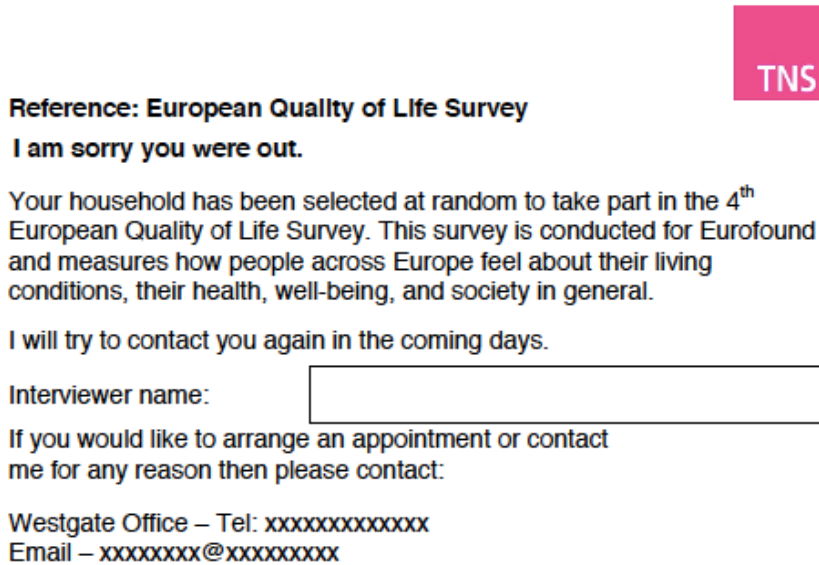 TNS
Reference: European Quality of Life Survey
I am sorry you were out.
Your household has been selected at random to take part in the 4th
European Quality of Life Survey. This survey is conducted for Eurofound
and measures how people across Europe feel about their living
conditions, their health, well-being, and society in general.
I will try to contact you again in the coming days.
Interviewer name:
If you would like to arrange an appointment or contact
me for any reason then please contact:
Westgate Office – Tel: xxxxxxxxxxxxx
Email – xxxxxxxx@xxxxxxxxx